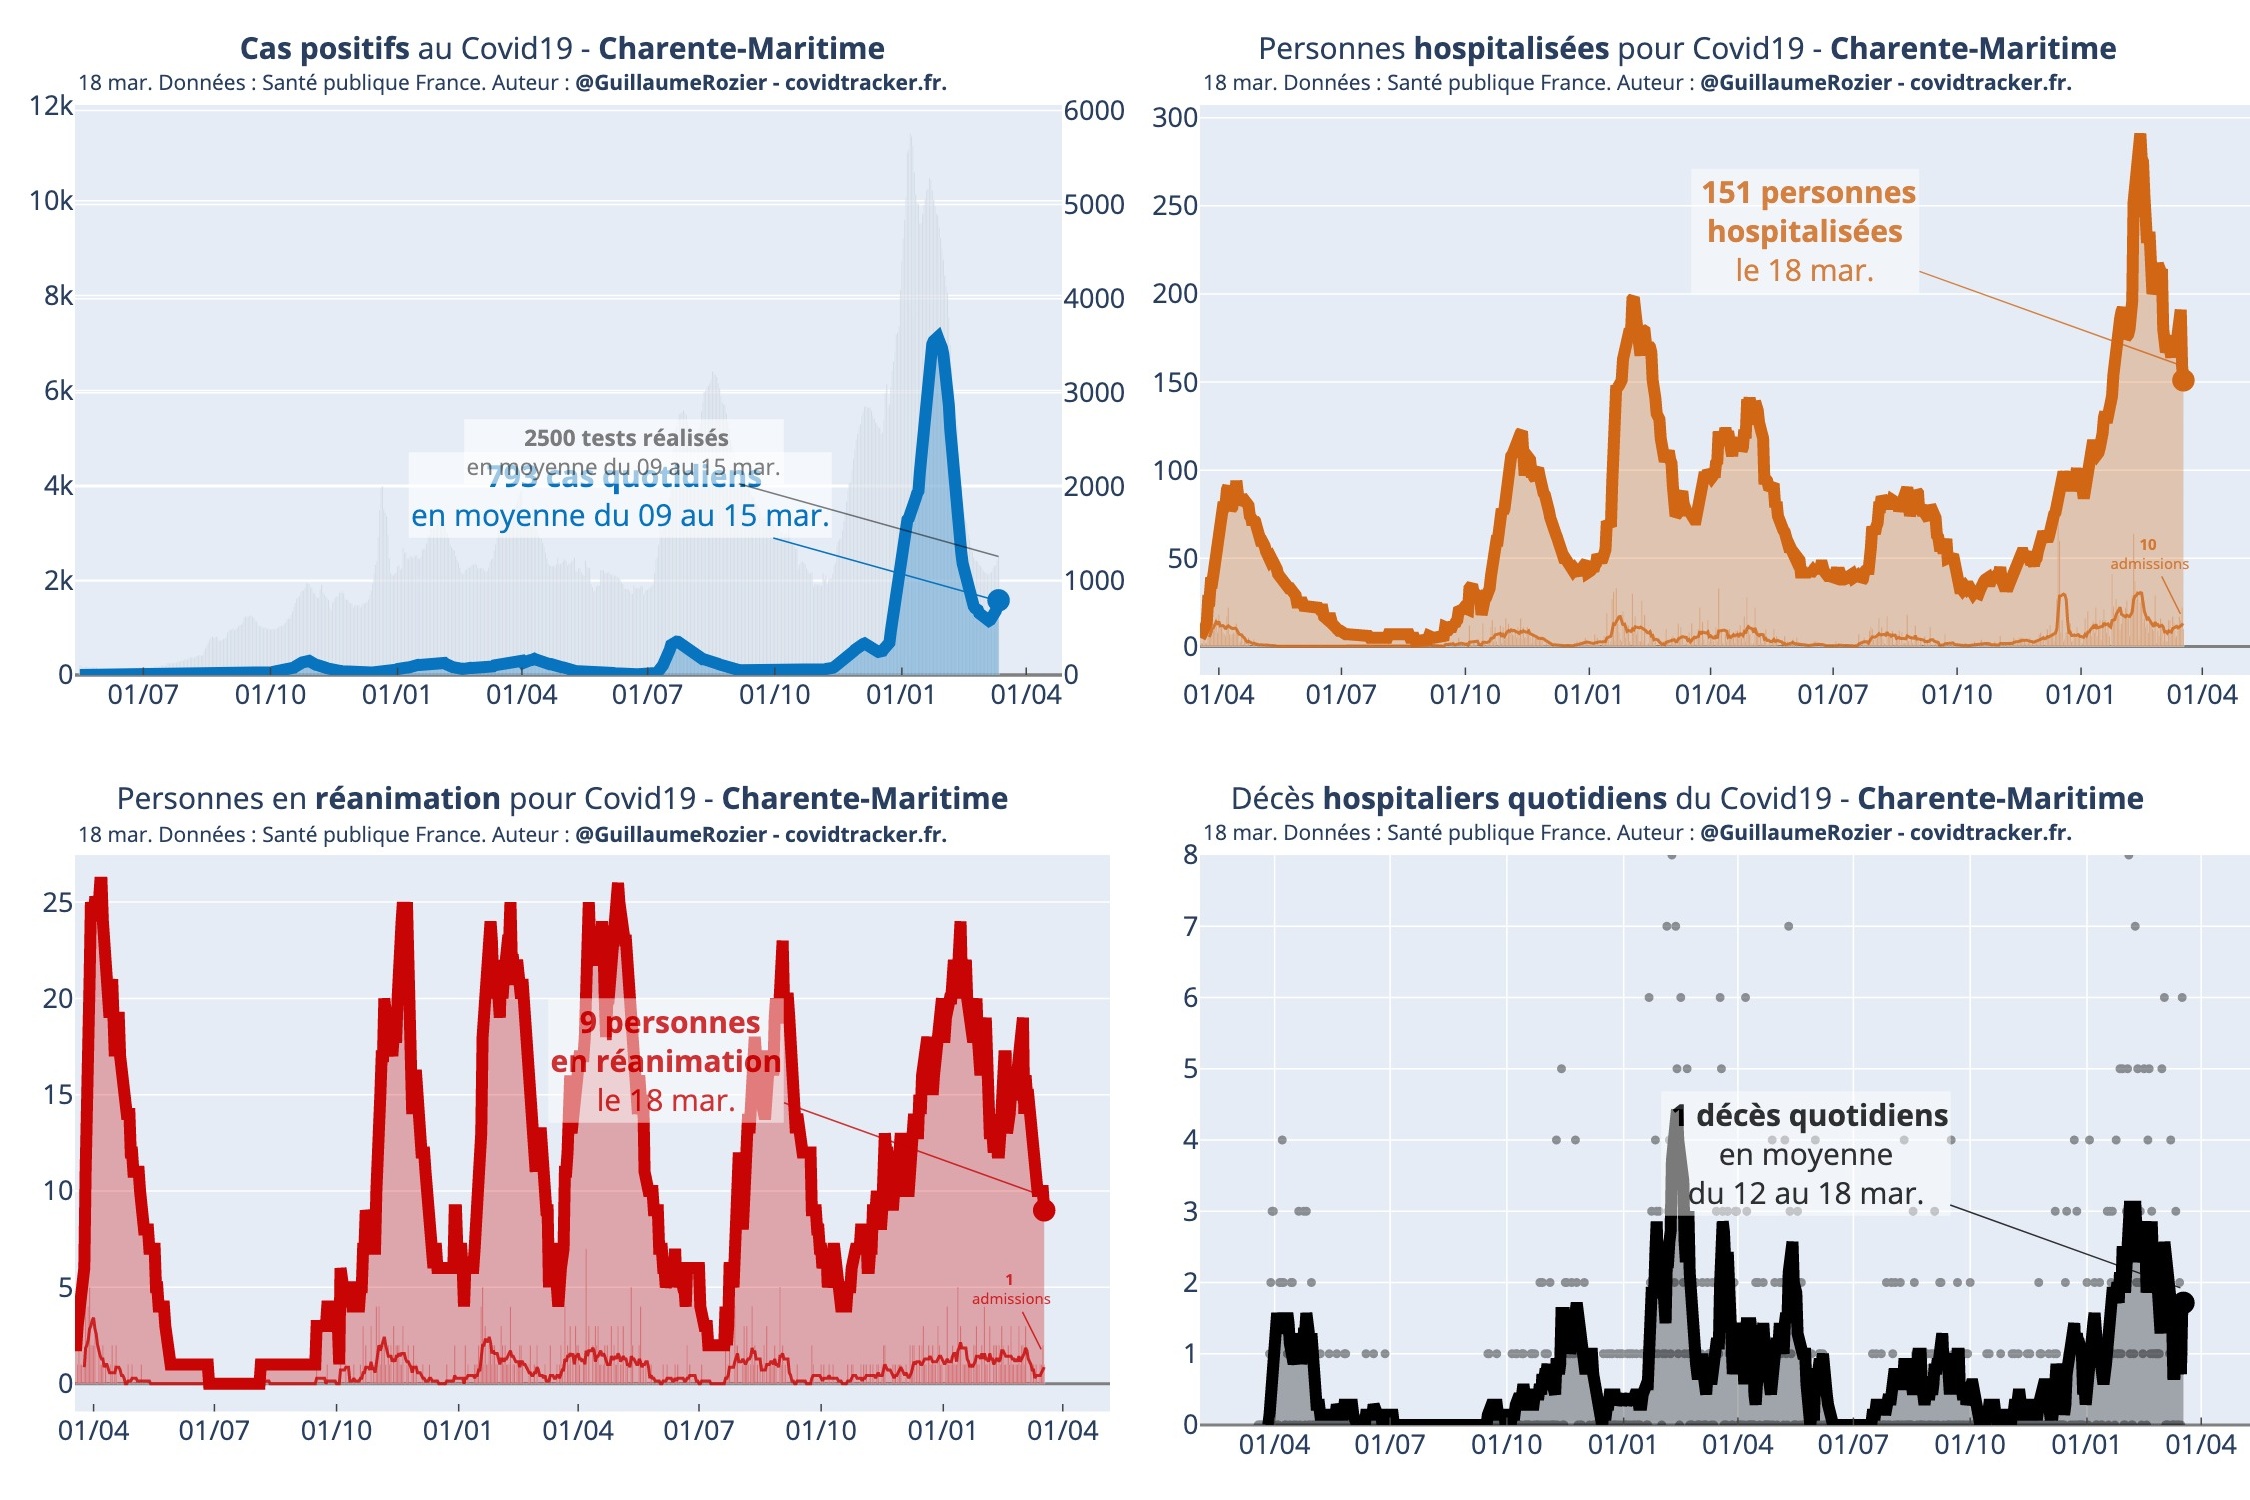 Cas positifs au Covid19 - Charente-Maritime
18 mar. Données : Santé publique France. Auteur : @GuillaumeRozier - covidtracker.fr.
12k
10k
8k
6k
4k
2k
0
6000
5000
4000
3000
2000
1000
0
2500 tests réalisés
en moyenne du 09 au 15 mar.
793 cas quotidiens
en moyenne du 09 au 15 mar.
01/07 01/10 01/01 01/04 01/07 01/10 01/01 01/04
Personnes hospitalisées pour Covid19 - Charente-Maritime
18 mar. Données : Santé publique France. Auteur : @GuillaumeRozier - covidtracker.fr.
300
250
200
150
100
50
0
151 personnes
hospitalisées
le 18 mar.
10
admissions
01/04 01/07 01/10 01/01 01/04 01/07 01/10 01/01 01/04
Personnes en réanimation pour Covid19 - Charente-Maritime
18 mar. Données : Santé publique France. Auteur : @GuillaumeRozier - covidtracker.fr.
25
20
15
10
5
0
9 personnes
en réanimation
le 18 mar.
1
admissions
01/04 01/07 01/10 01/01 01/04 01/07 01/10 01/01 01/04
Décès hospitaliers quotidiens du Covid19 - Charente-Maritime
18 mar. Données : Santé publique France. Auteur : @GuillaumeRozier - covidtracker.fr.
8
7
6
5
4
3
2
1
0
1 décès quotidiens
en moyenne
du 12 au 18 mar.
01/04 01/07 01/10 01/01 01/04 01/07 01/10 01/01 01/04